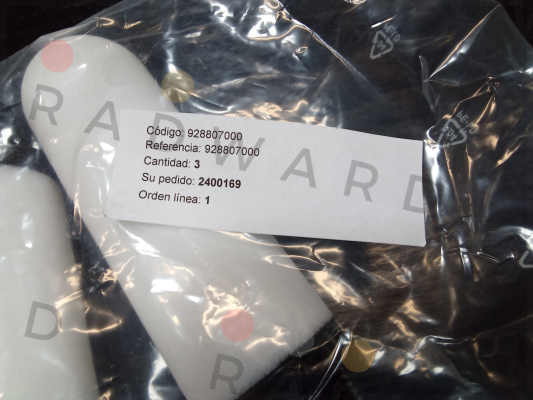 RADWARD
Código: 928807000
Referencia: 928807000
Cantidad: 3
Su pedido: 2400169
Orden línea: 1